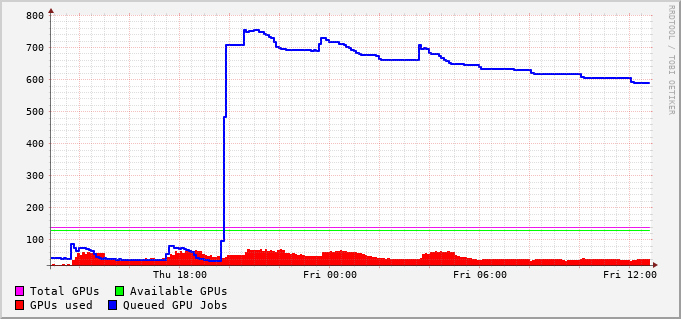 800
700
600
500
400
300
200
100
Thu 18:00 Fri 00:00 Fri 06:00 Fri 12:00
Total GPUs Available GPUs
GPUs used Queued GPU Jobs
RRDTOOL / TOBI OETIKER